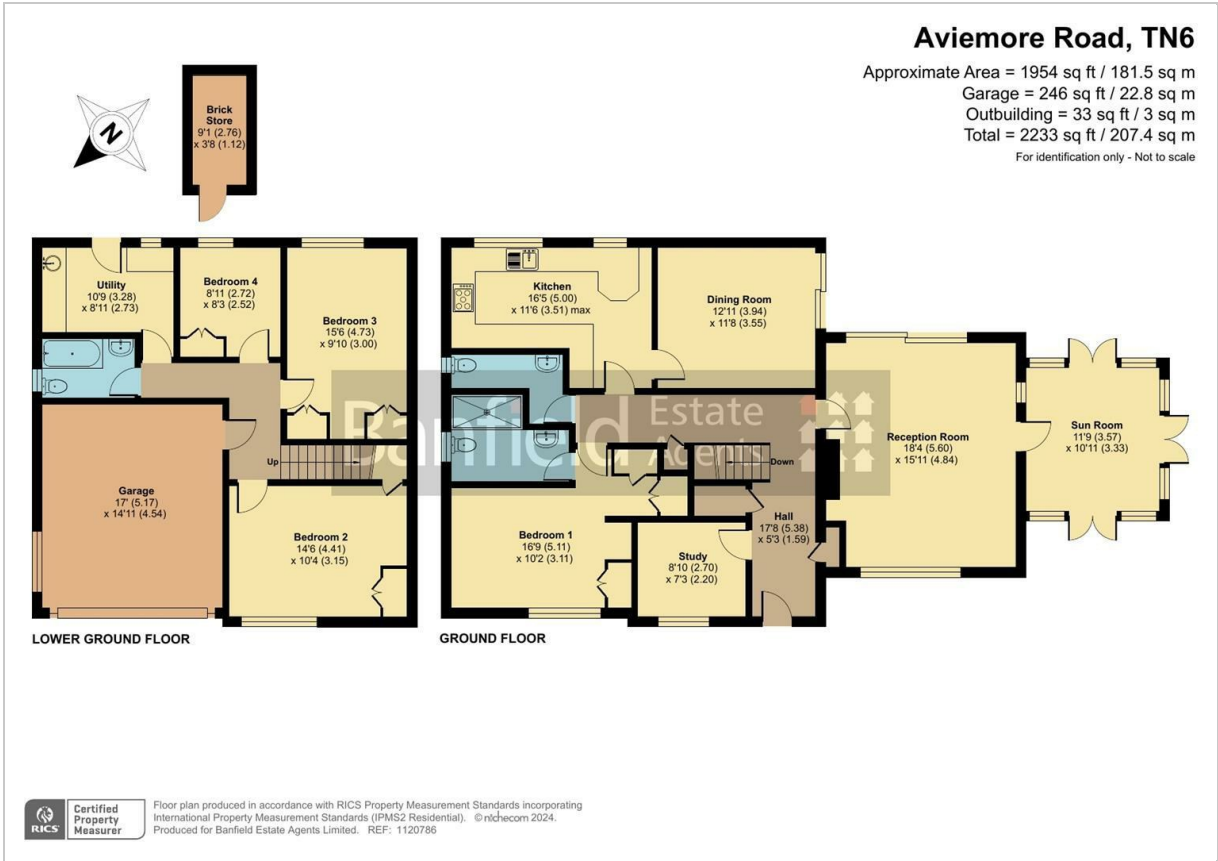 Aviemore Road, TN6
Approximate Area = 1954 sq ft / 181.5 sq m
Garage = 246 sq ft / 22.8 sq m
Outbuilding = 33 sq ft / 3 sq m
Total = 2233 sq ft / 207.4 sq m
For identification only - Not to scale
N
Brick
Store
9'1 (2.76)
x 3'8 (1.12)
Utility
10'9 (3.28)
x 8'11 (2.73)
Bedroom 4
8'11 (2.72)
x 8'3 (2.52)
Bedroom 3
15'6 (4.73)
x 9'10 (3.00)
Up
Garage
17' (5.17)
x 14'11 (4.54)
Bedroom 2
14'6 (4.41)
x 10'4 (3.15)
LOWER GROUND FLOOR
Kitchen
16'5 (5.00)
x 11'6 (3.51) max
Dining Room
12'11 (3.94)
x 11'8 (3.55)
Reception Room
18'4 (5.60)
x 15'11 (4.84)
Sun Room
11'9 (3.57)
x 10'11 (3.33)
Down
Hall
17'8 (5.38)
x 5'3 (1.59)
Bedroom 1
16'9 (5.11)
x 10'2 (3.11)
Study
8'10 (2.70)
x 7'3 (2.20)
GROUND FLOOR
Banfield Estate
Agents
RICS
Certified
Property
Measurer
Floor plan produced in accordance with RICS Property Measurement Standards incorporating
International Property Measurement Standards (IPMS2 Residential). © nichecom 2024.
Produced for Banfield Estate Agents Limited. REF: 1120786